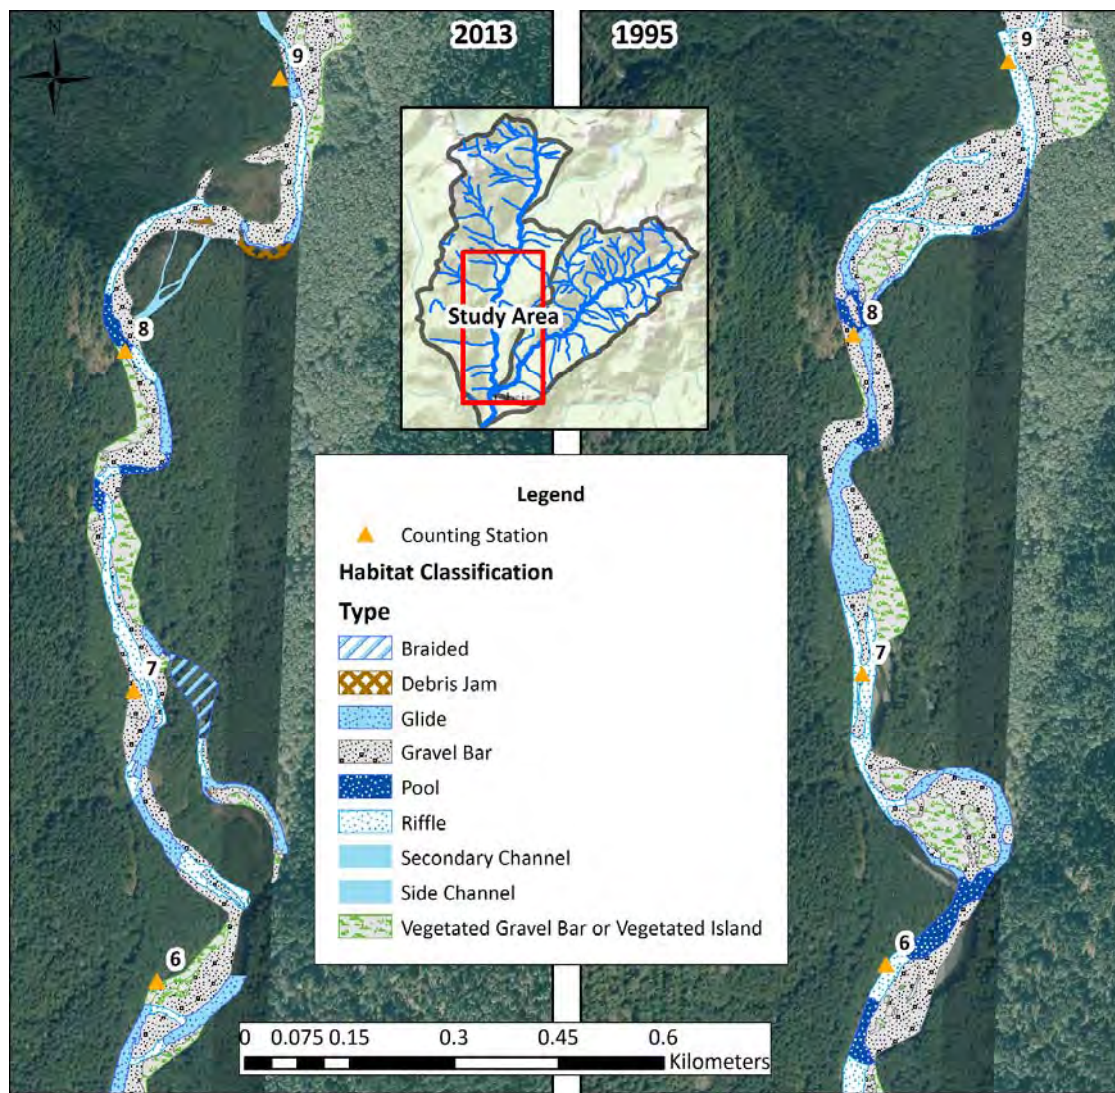 N
2013
1995
9
9
Study Area
8
8
7
7
6
6
Legend
Counting Station
Habitat Classification
Type
Braided
Debris Jam
Glide
Gravel Bar
Pool
Riffle
Secondary Channel
Side Channel
Vegetated Gravel Bar or Vegetated Island
0 0.075 0.15 0.3 0.45 0.6
Kilometers